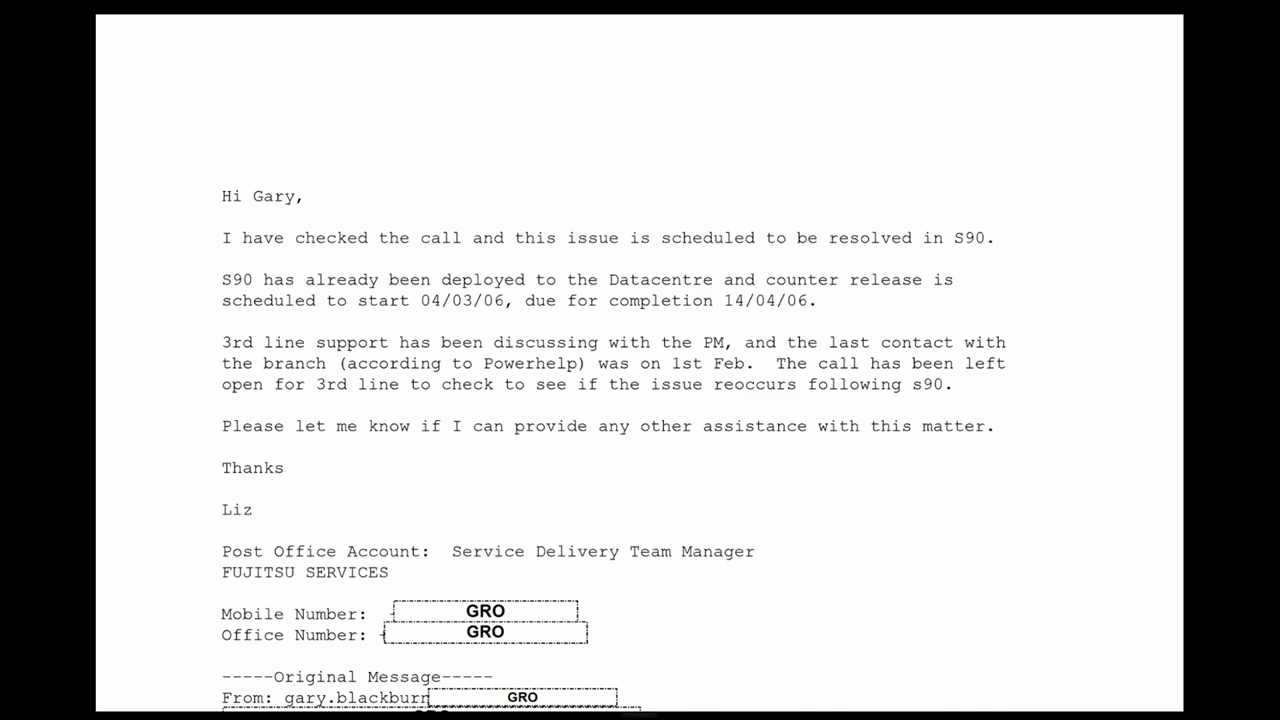 Hi Gary,
I have checked the call and this issue is scheduled to be resolved in S90.
S90 has already been deployed to the Datacentre and counter release is
scheduled to start 04/03/06, due for completion 14/04/06.
3rd line support has been discussing with the PM, and the last contact with
the branch (according to Powerhelp) was on 1st Feb.  The call has been left
open for 3rd line to check to see if the issue reoccurs following s90.
Please let me know if I can provide any other assistance with this matter.
Thanks
Liz
Post Office Account:  Service Delivery Team Manager
FUJITSU SERVICES
Mobile Number: GRO
Office Number: GRO
-----Original Message-----
From: gary.blackburn GRO